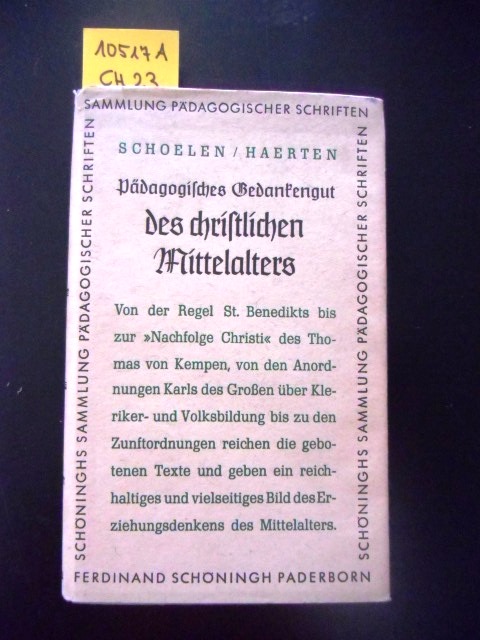 10517A
CH 23
SAMMLUNG PÄDAGOGISCHER SCHRIFTEN
SCHÖNINGHS SAMMLUNG PÄDAGOGISCHER SCHRIFTEN
SCHOELEN / HAERTEN
Pädagogisches Gedankengut
des christlichen
Mittelalters
Von der Regel St. Benedikts bis
zur »Nachfolge Christi« des Tho-
mas von Kempen, von den Anord-
nungen Karls des Großen über Kle-
riker- und Volksbildung bis zu den
Zunftordnungen reichen die gebo-
tenen Texte und geben ein reich-
haltiges und vielseitiges Bild des Er-
ziehungsdenkens des Mittelalters.
SCHÖNINGHS SAMMLUNG PÄDAGOGISCHER SCHRIFTEN
FERDINAND SCHÖNINGH PADERBORN